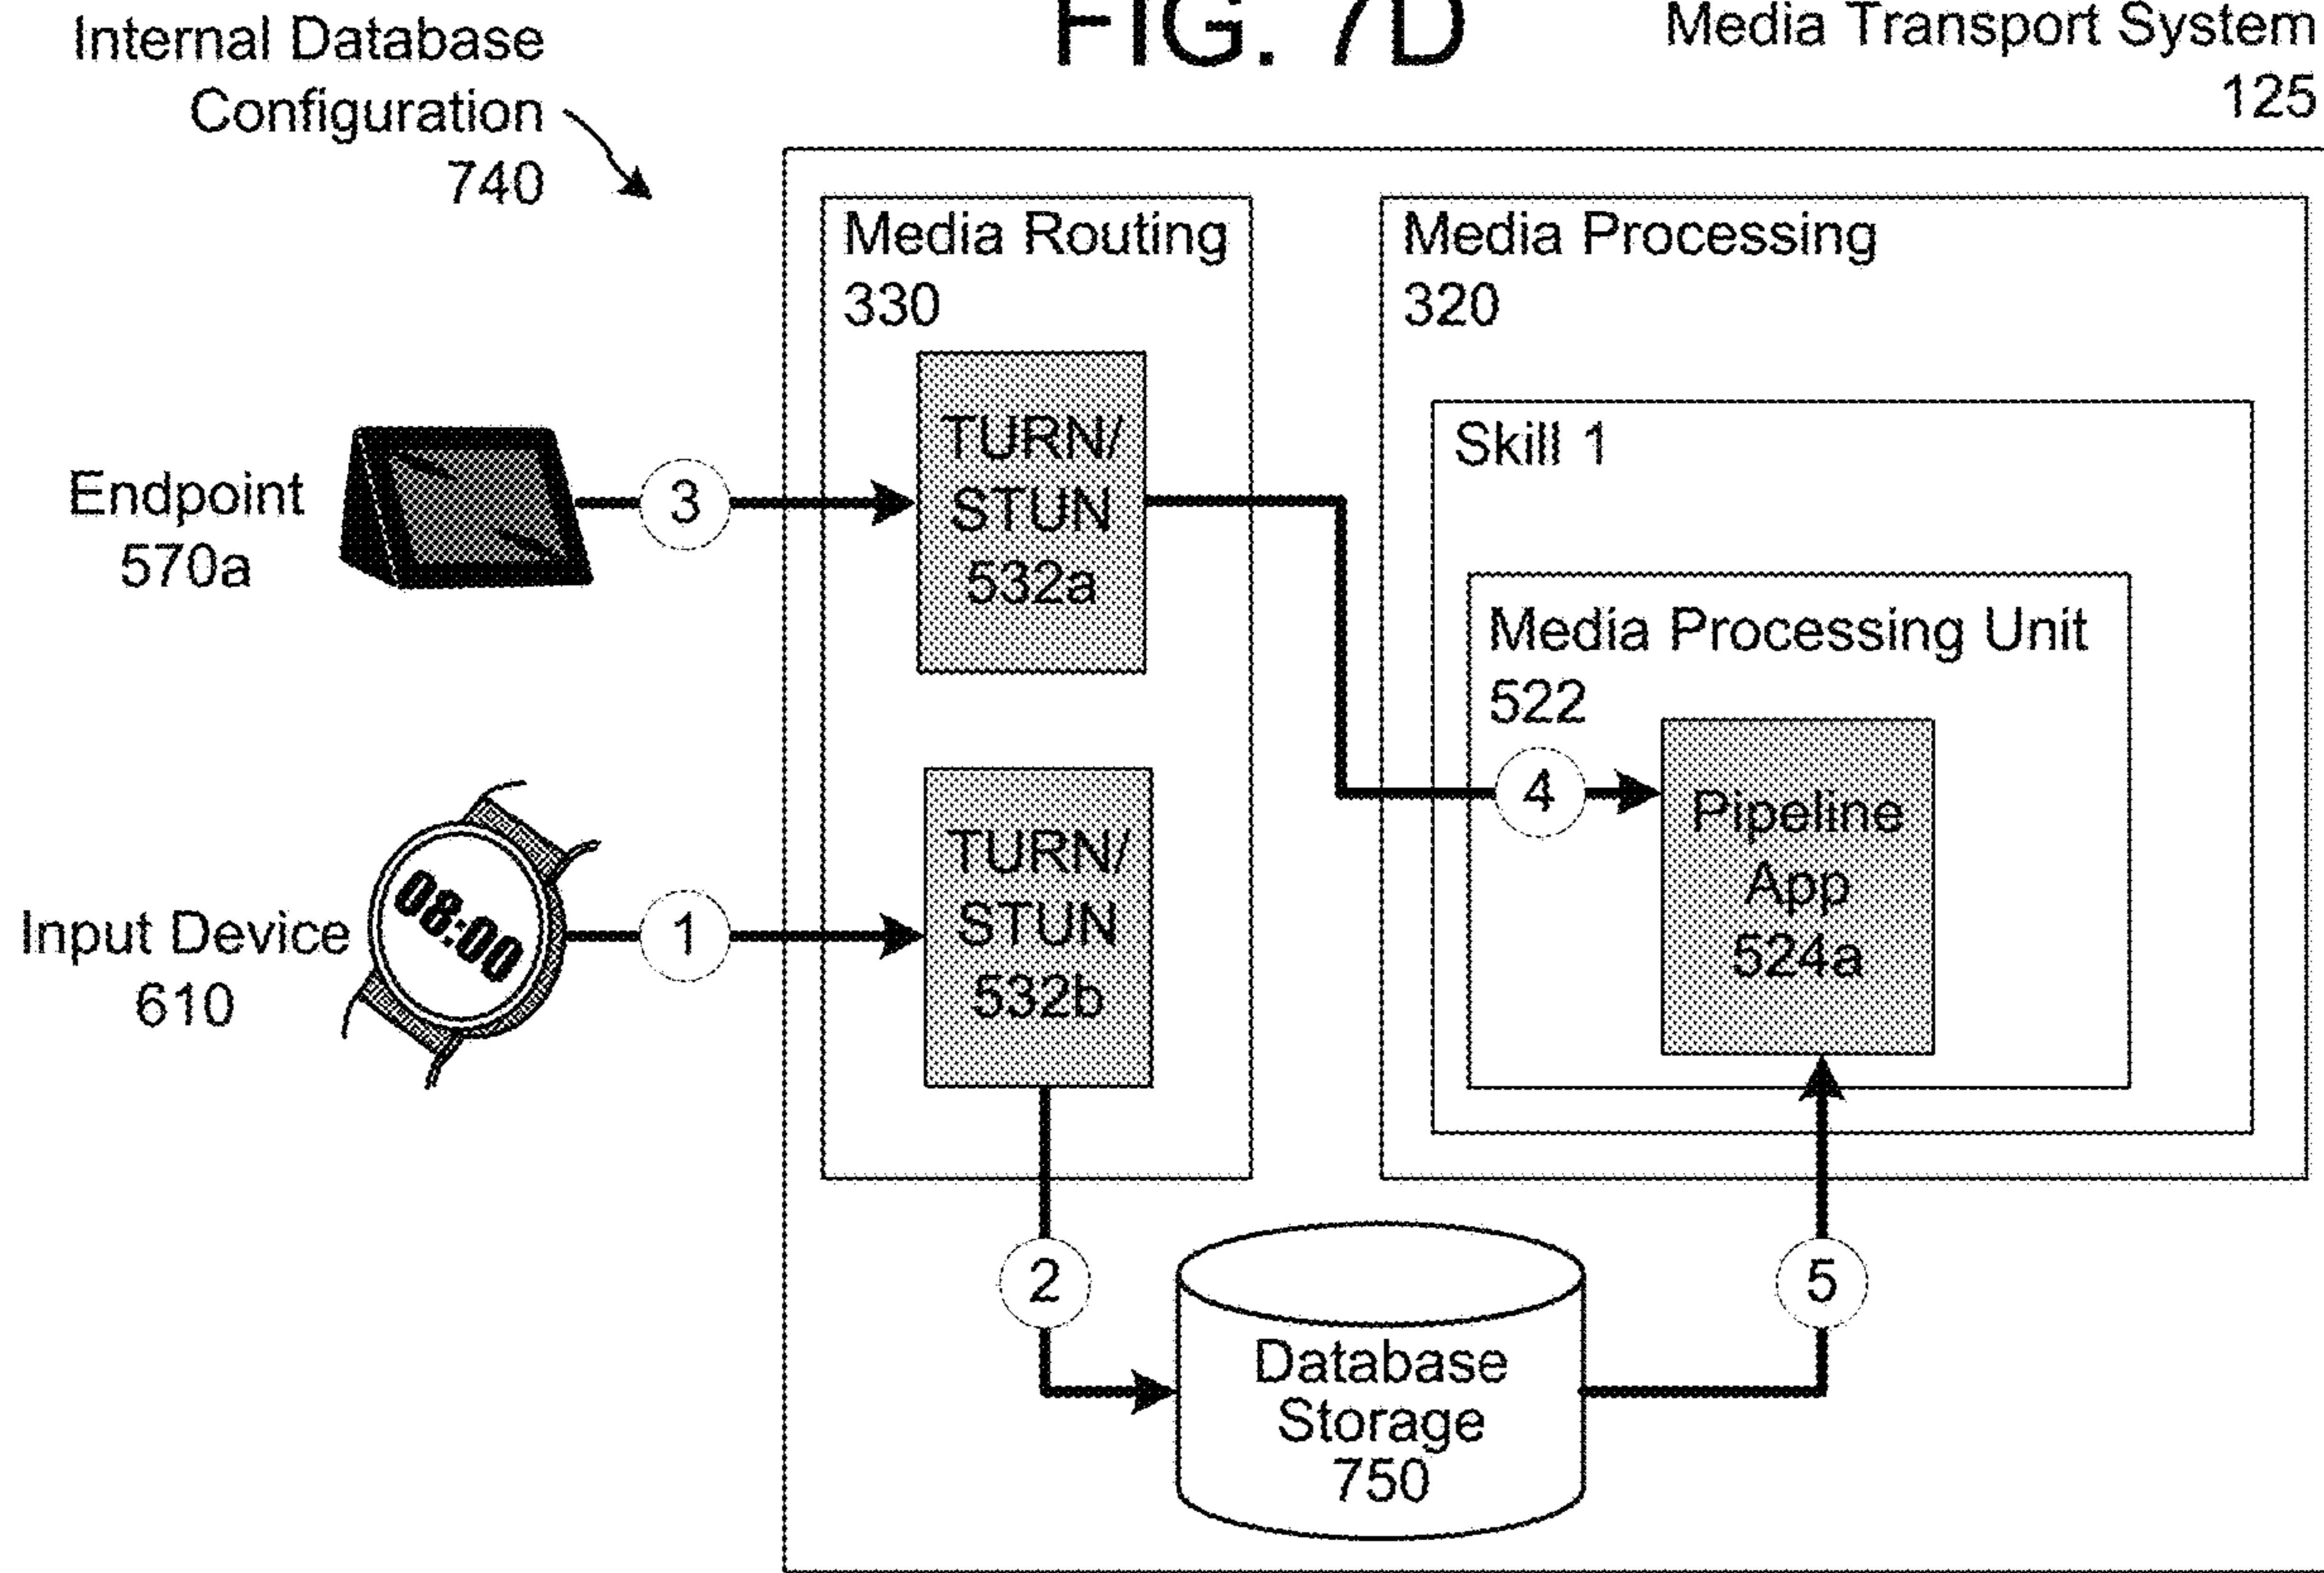 FIG. 7D
Internal Database
Configuration
740
Media Transport System
125
Media Routing
330
Media Processing
320
Skill 1
Media Processing Unit
522
TURN/
STUN
532a
Endpoint
570a
3
4
Pipeline
App
524a
TURN/
STUN
532b
Input Device
610
08:00
1
2
5
Database
Storage
750